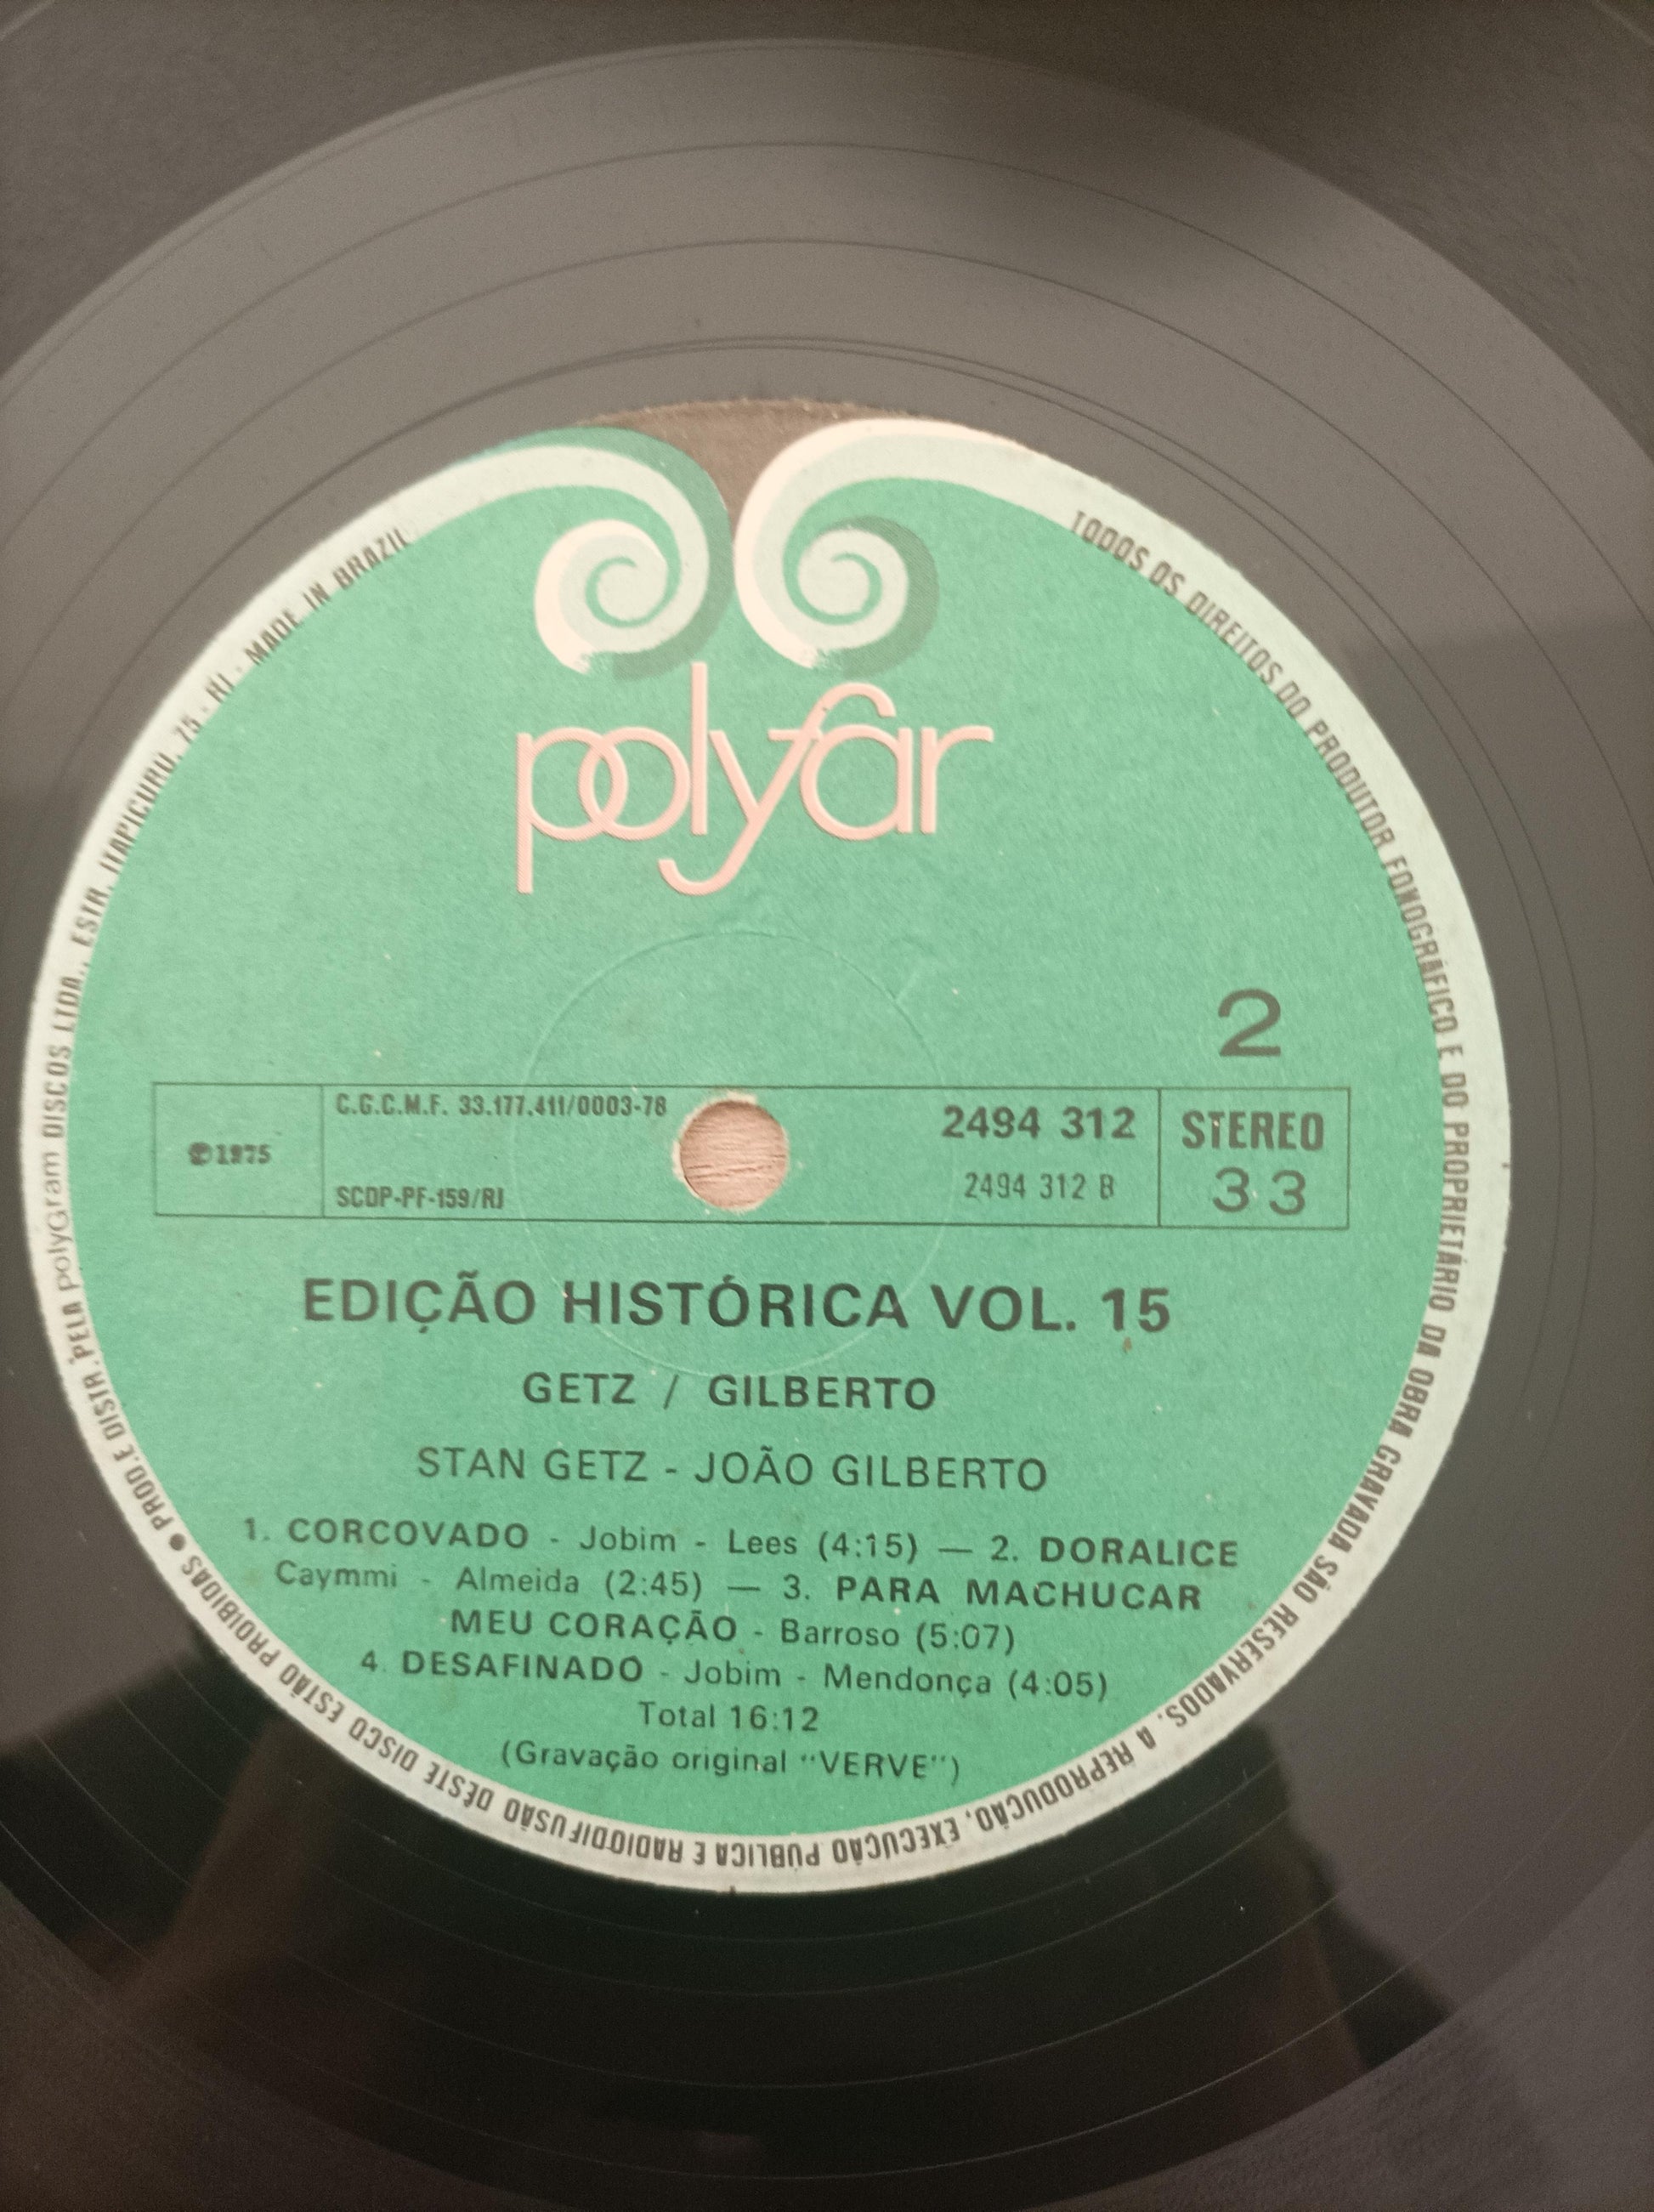 polyfar
2
℗1975
C.G.C.M.F. 33.177.411/0003-78
SCDP-PF-159/RJ
2494 312
2494 312 B
STEREO
33
EDIÇÃO HISTÓRICA VOL. 15
GETZ / GILBERTO
STAN GETZ - JOÃO GILBERTO
1. CORCOVADO - Jobim - Lees (4:15) — 2. DORALICE
Caymmi - Almeida (2:45) — 3. PARA MACHUCAR
MEU CORAÇÃO - Barroso (5:07)
4. DESAFINADO - Jobim - Mendonça (4:05)
Total 16:12
(Gravação original "VERVE")
TODOS OS DIREITOS DO PRODUTOR FONOGRÁFICO E DO PROPRIETÁRIO DA OBRA GRAVADA SÃO RESERVADOS. A REPRODUÇÃO, EXECUÇÃO PÚBLICA E RADIODIFUSÃO DÊSTE DISCO ESTÃO PROIBIDAS ● PROD. E DISTR. PELA PolyGram DISCOS LTDA., ESTR. ITAPICURU, 75 - RJ - MADE IN BRAZIL